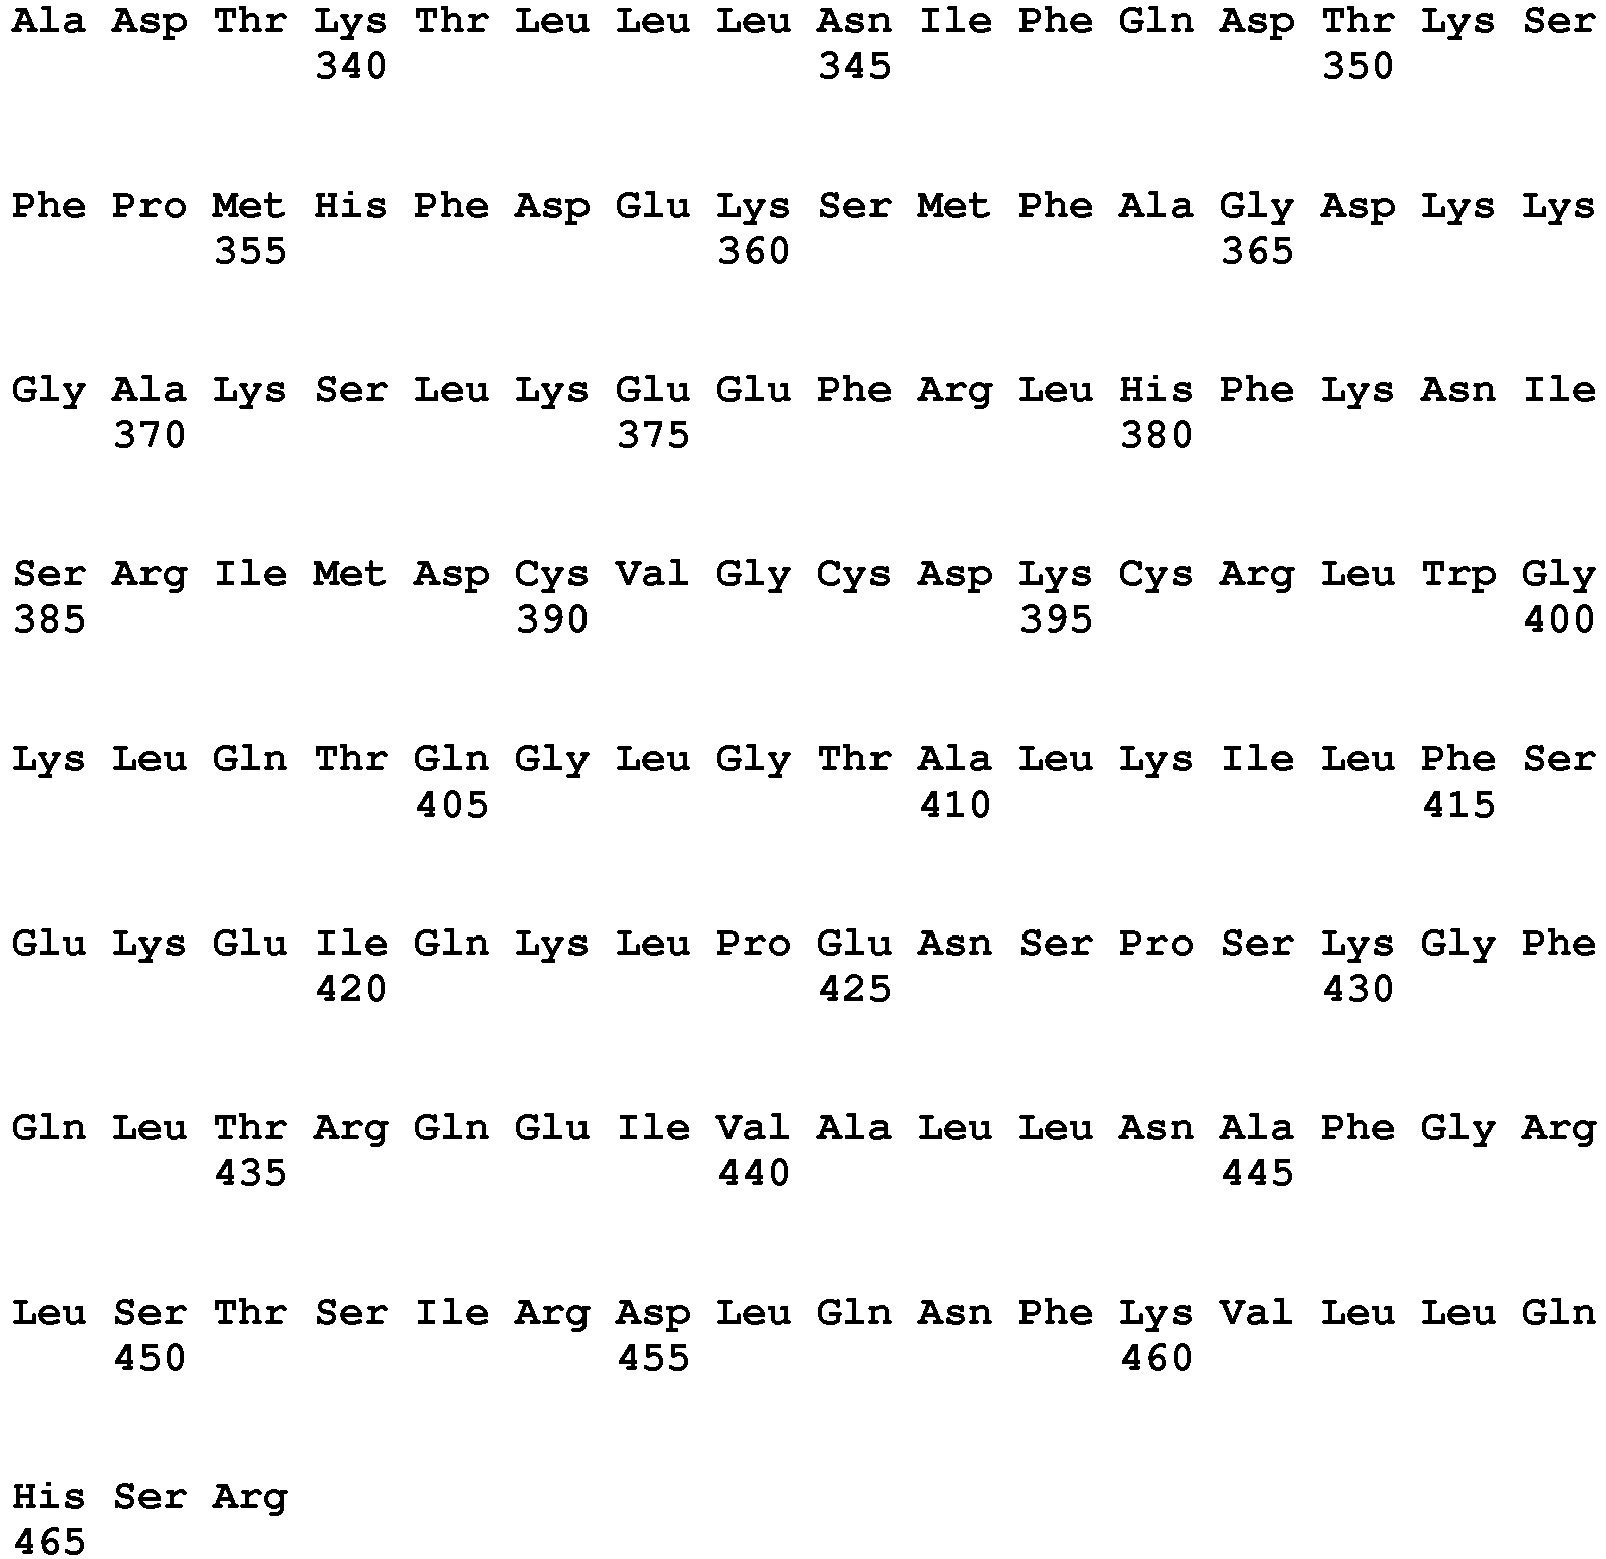 Ala Asp Thr Lys Thr Leu Leu Leu Asn Ile Phe Gln Asp Thr Lys Ser
340 345 350
Phe Pro Met His Phe Asp Glu Lys Ser Met Phe Ala Gly Asp Lys Lys
355 360 365
Gly Ala Lys Ser Leu Lys Glu Glu Phe Arg Leu His Phe Lys Asn Ile
370 375 380
Ser Arg Ile Met Asp Cys Val Gly Cys Asp Lys Cys Arg Leu Trp Gly
385 390 395 400
Lys Leu Gln Thr Gln Gly Leu Gly Thr Ala Leu Lys Ile Leu Phe Ser
405 410 415
Glu Lys Glu Ile Gln Lys Leu Pro Glu Asn Ser Pro Ser Lys Gly Phe
420 425 430
Gln Leu Thr Arg Gln Glu Ile Val Ala Leu Leu Asn Ala Phe Gly Arg
435 440 445
Leu Ser Thr Ser Ile Arg Asp Leu Gln Asn Phe Lys Val Leu Leu Gln
450 455 460
His Ser Arg
465